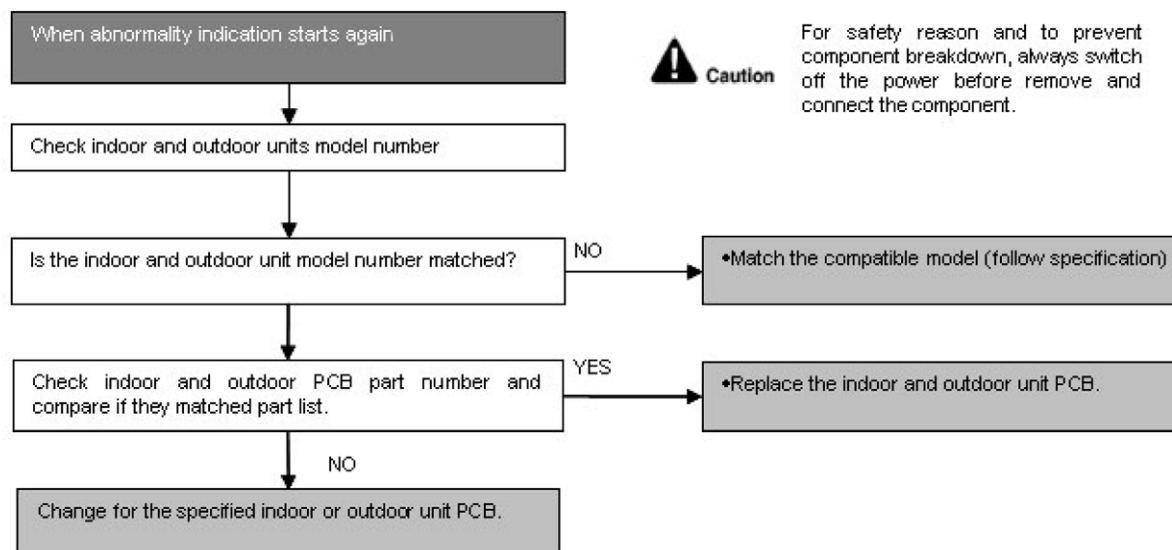 When abnormality indication starts again
For safety reason and to prevent
component breakdown, always switch
off the power before remove and
connect the component.
Caution
Check indoor and outdoor units model number
Is the indoor and outdoor unit model number matched?
NO
•Match the compatible model (follow specification)
Check indoor and outdoor PCB part number and
compare if they matched part list.
YES
•Replace the indoor and outdoor unit PCB.
NO
Change for the specified indoor or outdoor unit PCB.